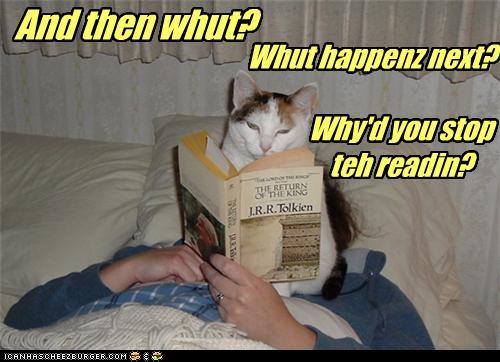 And then whut?
Whut happenz next?
Why'd you stop
teh readin?
"THE LORD OF THE RINGS"
THE RETURN
OF THE KING
J.R.R. Tolkien
ICANHASCHEEZBURGER.COM